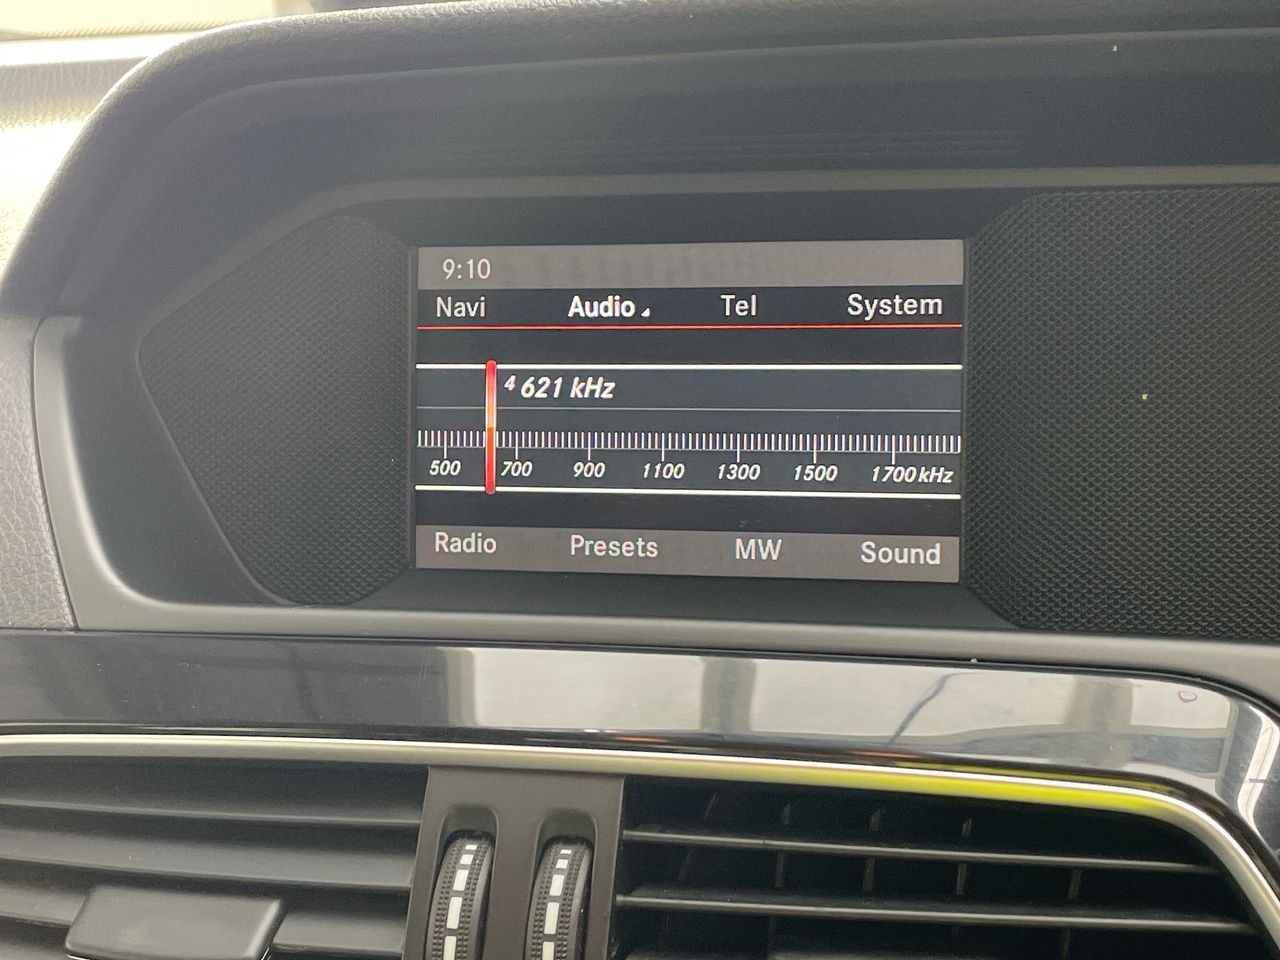 9:10
Navi Audio Tel System
4 621 kHz
500 700 900 1100 1300 1500 1700 kHz
Radio Presets MW Sound